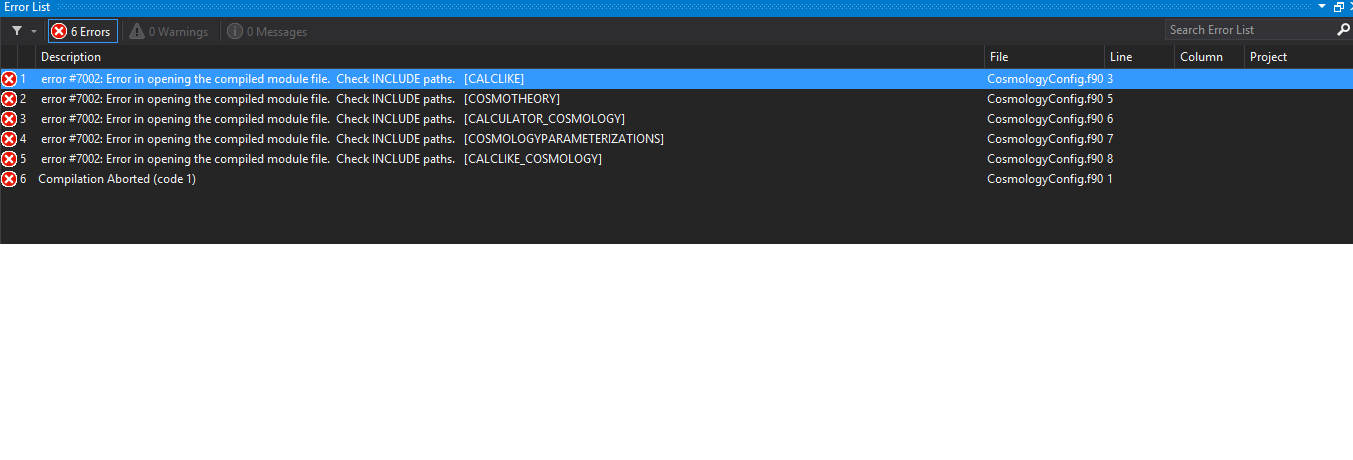 Error List
6 Errors 0 Warnings 0 Messages Search Error List
Description File Line Column Project
1 error #7002: Error in opening the compiled module file.  Check INCLUDE paths.   [CALCLIKE] CosmologyConfig.f90 3
2 error #7002: Error in opening the compiled module file.  Check INCLUDE paths.   [COSMOTHEORY] CosmologyConfig.f90 5
3 error #7002: Error in opening the compiled module file.  Check INCLUDE paths.   [CALCULATOR_COSMOLOGY] CosmologyConfig.f90 6
4 error #7002: Error in opening the compiled module file.  Check INCLUDE paths.   [COSMOLOGYPARAMETERIZATIONS] CosmologyConfig.f90 7
5 error #7002: Error in opening the compiled module file.  Check INCLUDE paths.   [CALCLIKE_COSMOLOGY] CosmologyConfig.f90 8
6 Compilation Aborted (code 1) CosmologyConfig.f90 1